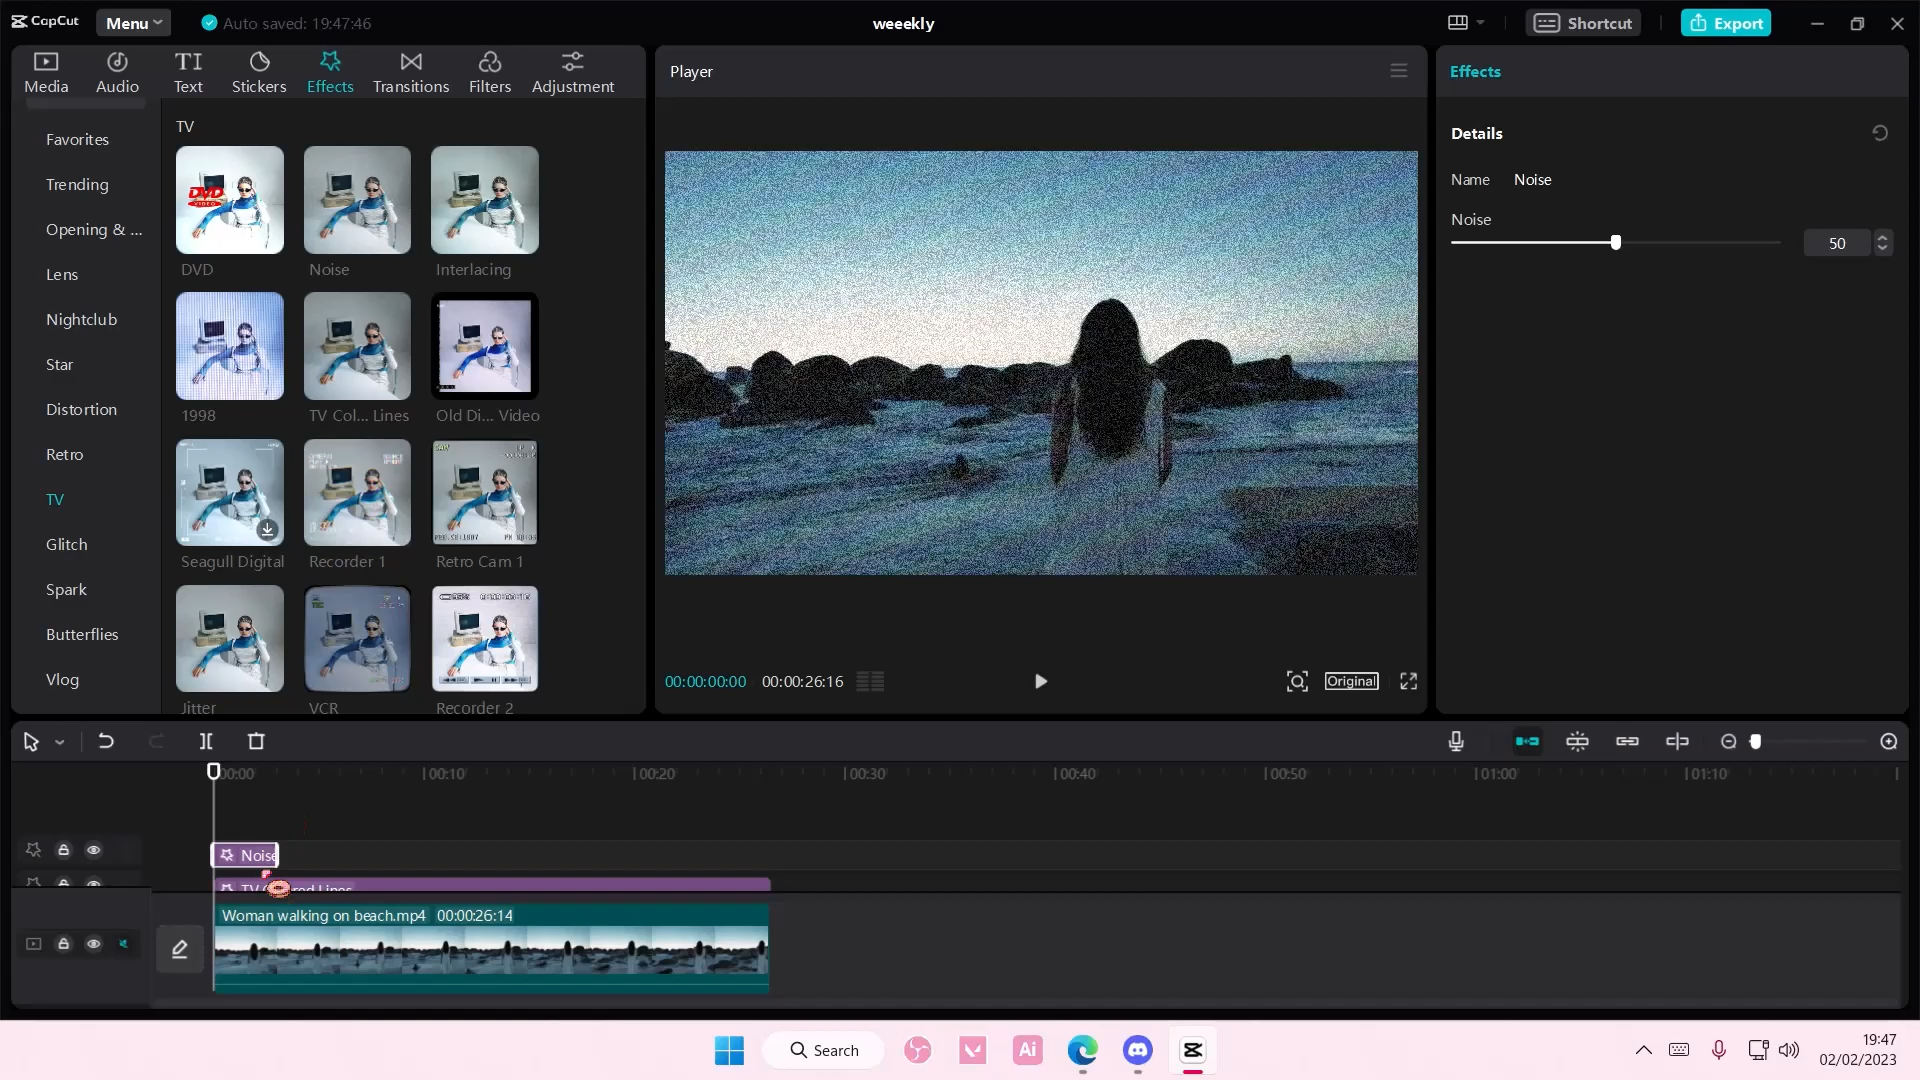 CapCut
Menu
Auto saved: 19:47:46
weeekly
Shortcut
Export
Media
Audio
TI
Text
Stickers
Effects
Transitions
Filters
Adjustment
Favorites
Trending
Opening & ...
Lens
Nightclub
Star
Distortion
Retro
TV
Glitch
Spark
Butterflies
Vlog
TV
DVD
VIDEO
DVD
Noise
Interlacing
1998
TV Col... Lines
Old Di... Video
Seagull Digital
Recorder 1
Retro Cam 1
Jitter
VCR
Recorder 2
Player
00:00:00:00
00:00:26:16
Original
Effects
Details
Name
Noise
Noise
50
00:00
00:10
00:20
00:30
00:40
00:50
01:00
01:10
Noise
Woman walking on beach.mp4
00:00:26:14
Search
Ai
19:47
02/02/2023